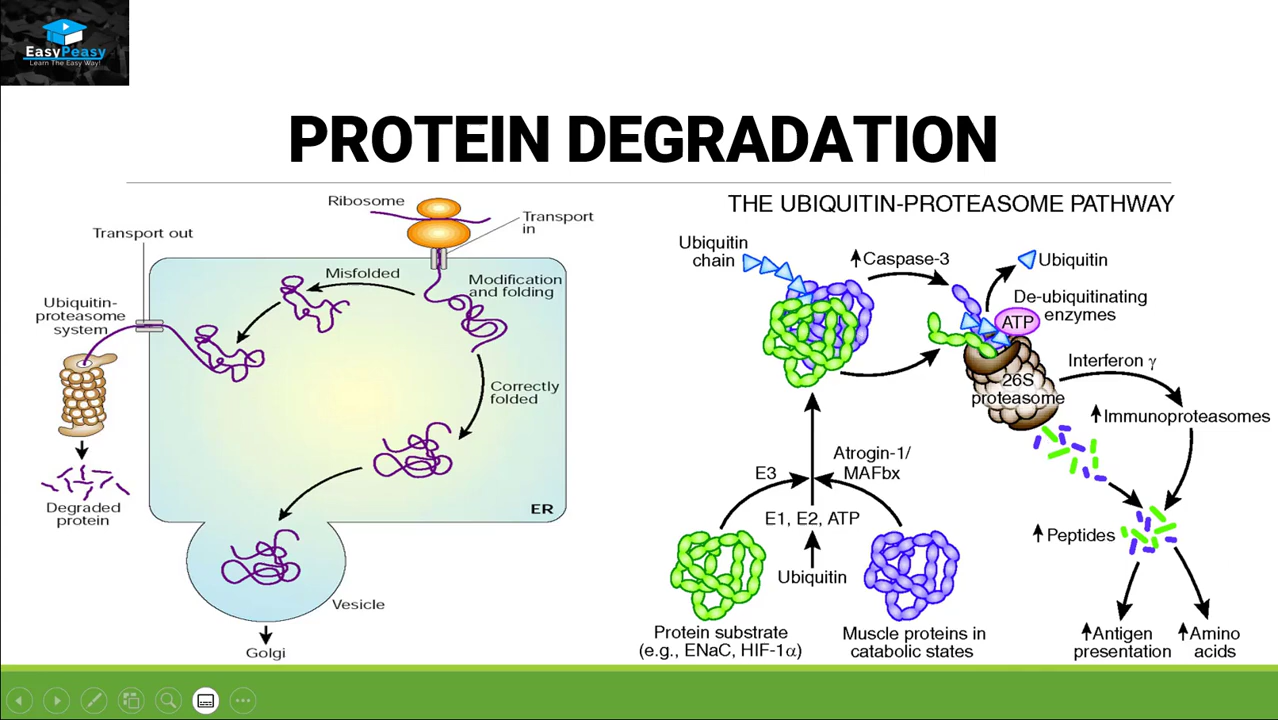 EasyPeasy
Learn The Easy Way!
PROTEIN DEGRADATION
Ribosome
Transport
in
Transport out
Misfolded
Modification
and folding
Ubiquitin-
proteasome
system
Correctly
folded
Degraded
protein
ER
Vesicle
Golgi
THE UBIQUITIN-PROTEASOME PATHWAY
Ubiquitin
chain
↑Caspase-3
Ubiquitin
De-ubiquitinating
enzymes
ATP
26S
proteasome
Interferon γ
↑Immunoproteasomes
E3
Atrogin-1/
MAFbx
E1, E2, ATP
Ubiquitin
↑Peptides
Protein substrate
(e.g., ENaC, HIF-1α)
Muscle proteins in
catabolic states
↑Antigen
presentation
↑Amino
acids